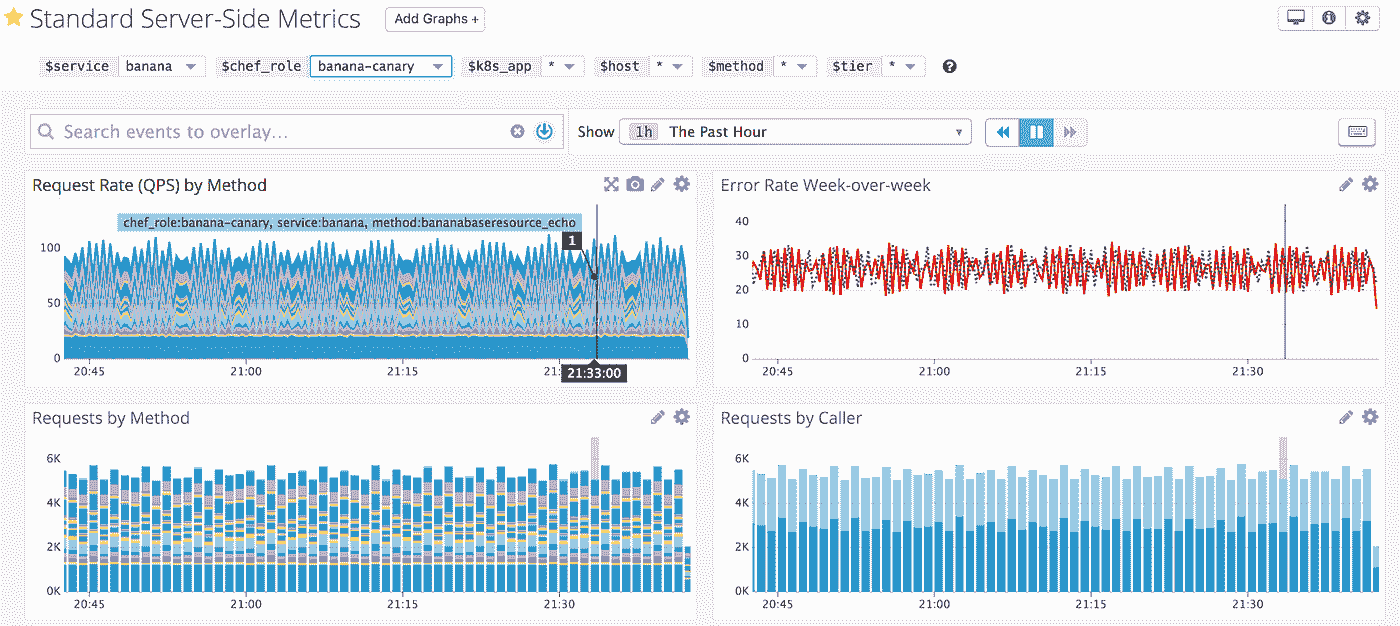 Standard Server-Side Metrics Add Graphs +
$service banana $chef_role banana-canary $k8s_app * $host * $method * $tier * ?
Search events to overlay... Show 1h The Past Hour
Request Rate (QPS) by Method
chef_role:banana-canary, service:banana, method:bananabaseresource_echo
1
100
50
0
20:45 21:00 21:15 21: 21:33:00
Error Rate Week-over-week
40
30
20
10
0
20:45 21:00 21:15 21:30
Requests by Method
6K
4K
2K
0K
20:45 21:00 21:15 21:30
Requests by Caller
6K
4K
2K
0K
20:45 21:00 21:15 21:30